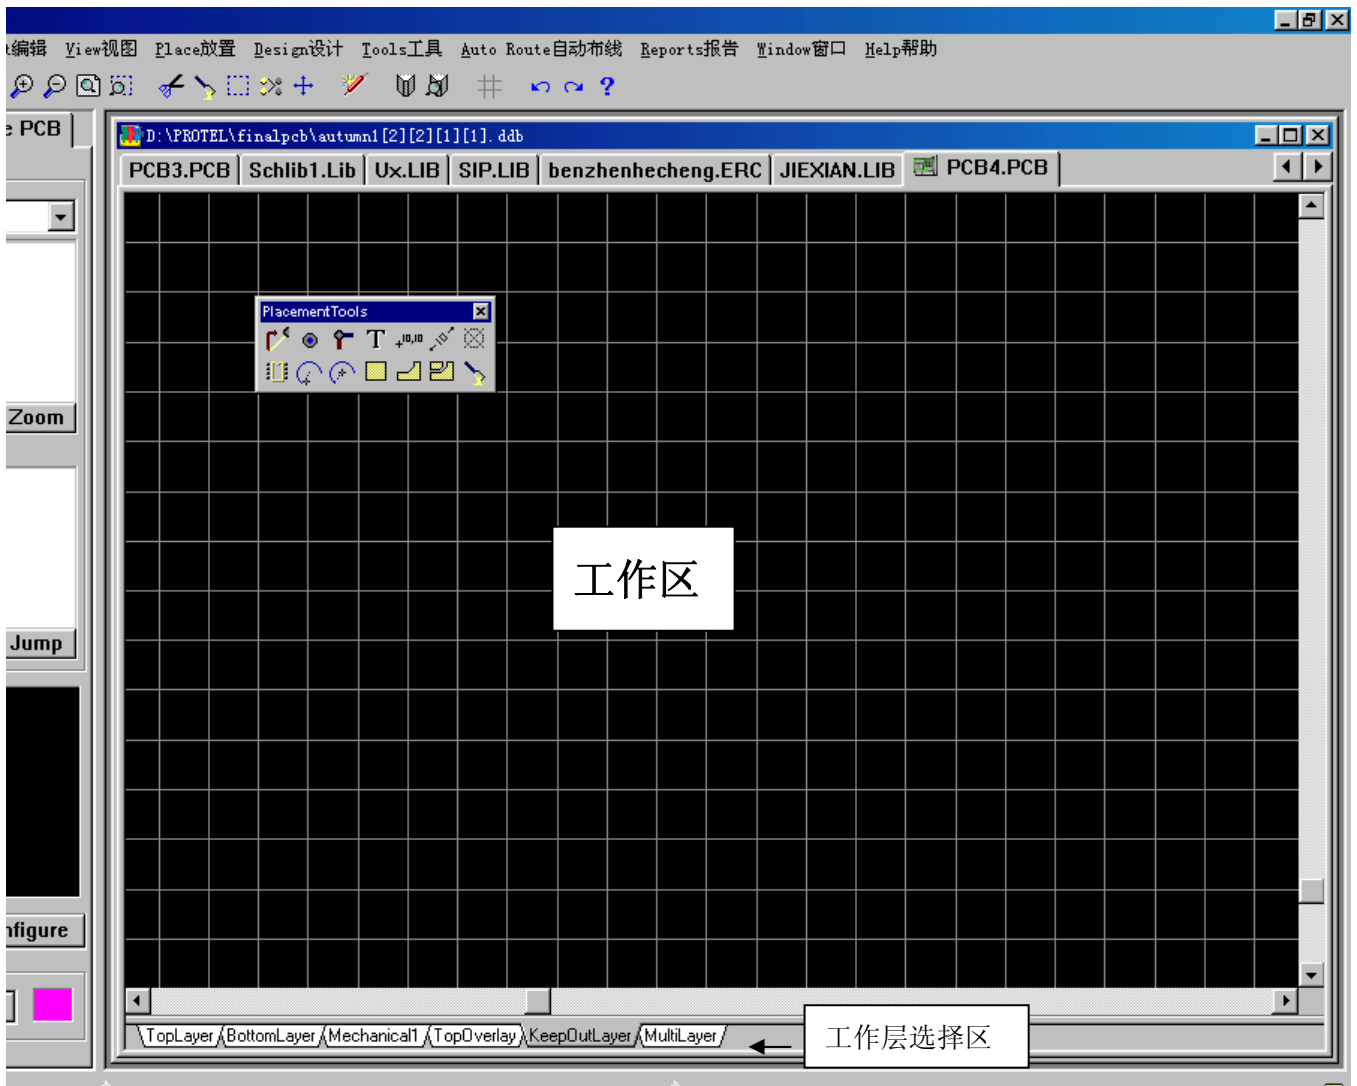 编辑 View视图 Place放置 Design设计 Tools工具 Auto Route自动布线 Reports报告 Window窗口 Help帮助
PCB
D:\PROTEL\finalpcb\autumn1[2][2][1][1].ddb
PCB3.PCB Schlib1.Lib Ux.LIB SIP.LIB benzhenhecheng.ERC JIEXIAN.LIB PCB4.PCB
PlacementTools
T +10,10
Zoom
工作区
Jump
nfigure
TopLayer BottomLayer Mechanical1 TopOverlay KeepOutLayer MultiLayer
工作层选择区